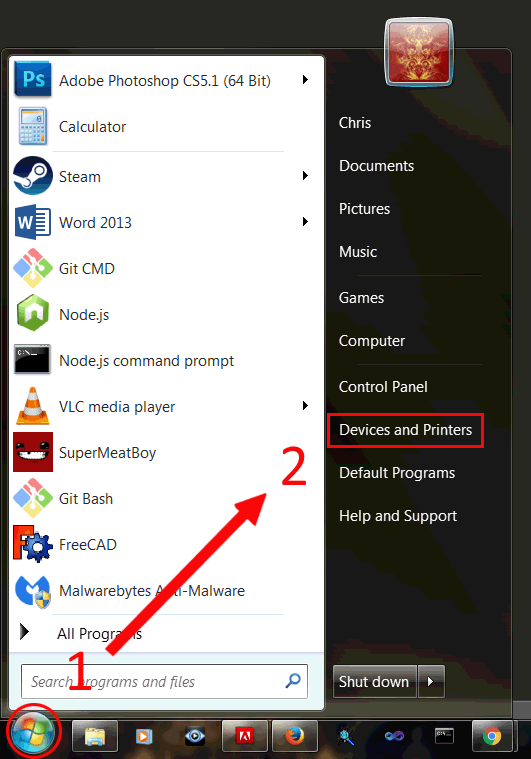 Ps
Adobe Photoshop CS5.1 (64 Bit)
Calculator
Steam
Word 2013
Git CMD
Node.js
Node.js command prompt
VLC media player
SuperMeatBoy
Git Bash
FreeCAD
Malwarebytes Anti-Malware
All Programs
1
Search programs and files
Chris
Documents
Pictures
Music
Games
Computer
Control Panel
Devices and Printers
2
Default Programs
Help and Support
Shut down